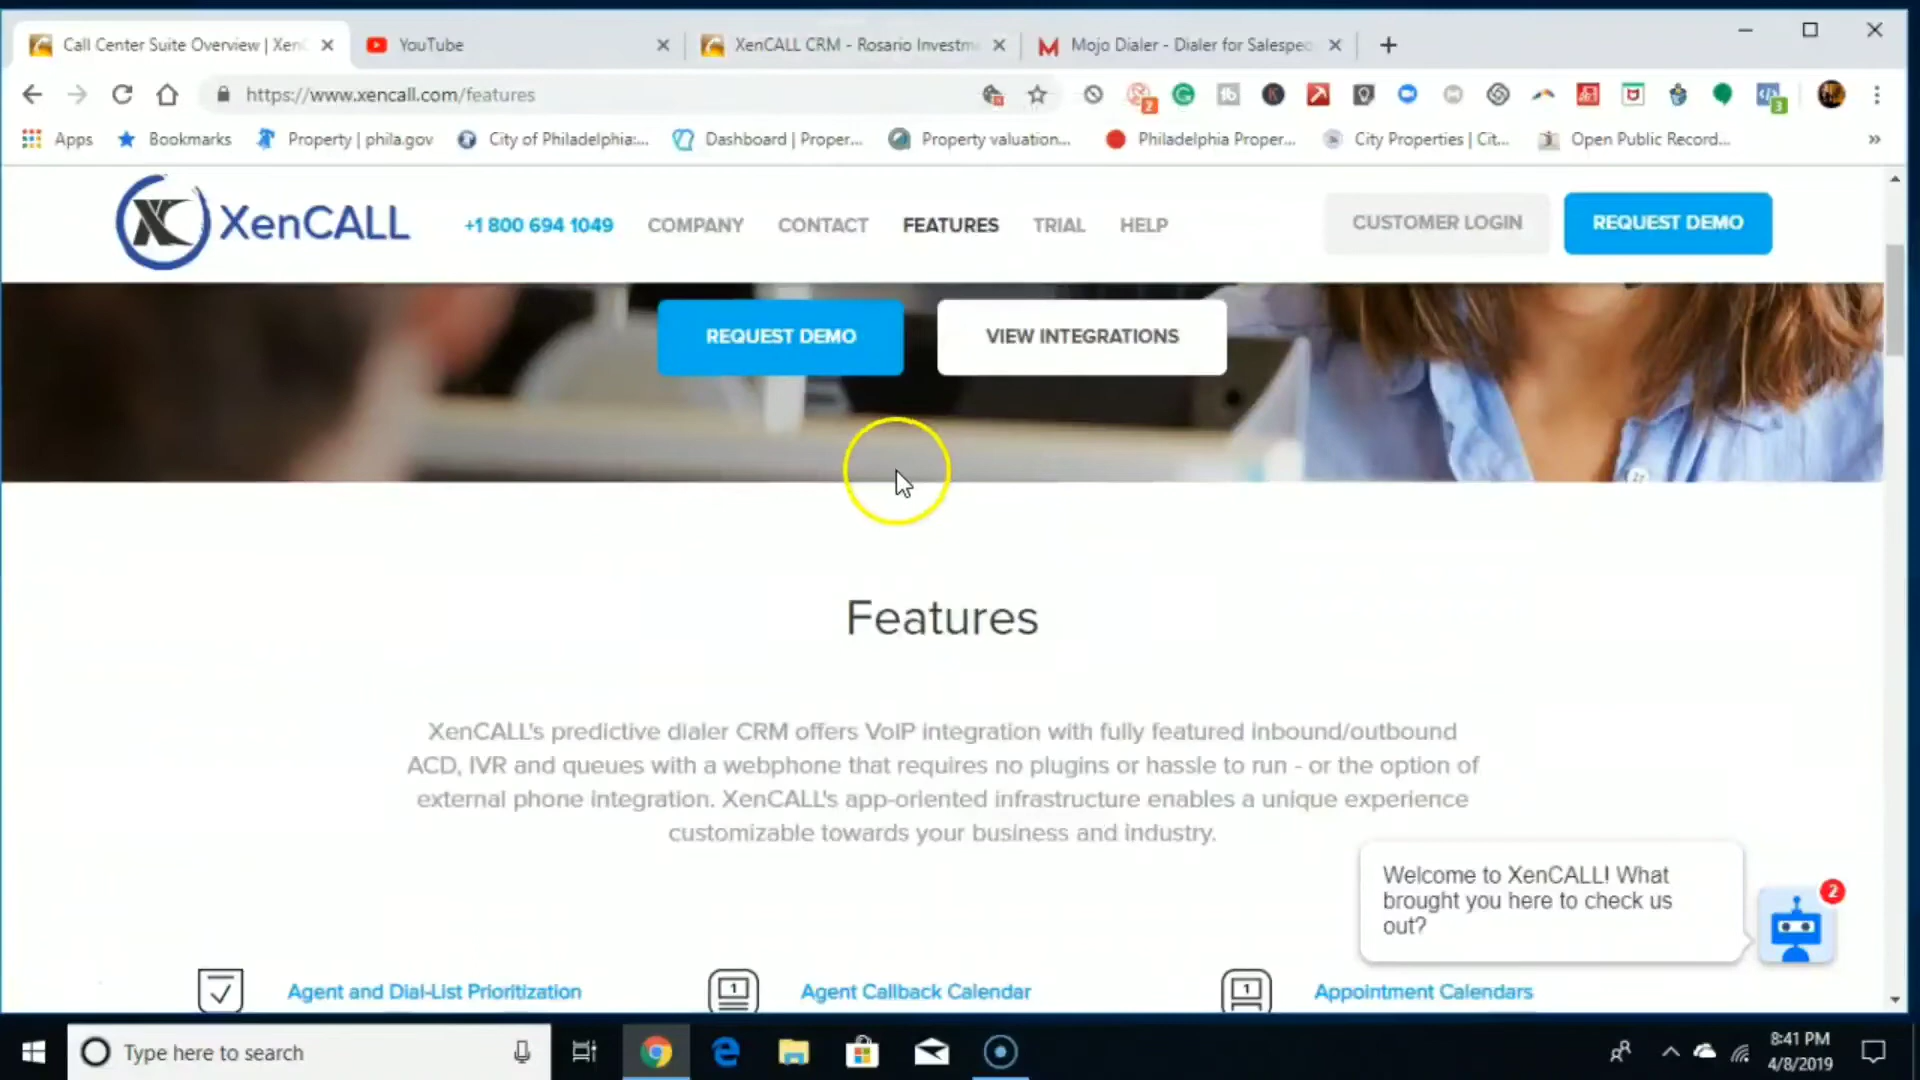 Call Center Suite Overview | Xen
YouTube
XenCALL CRM - Rosario Investm
Mojo Dialer - Dialer for Salespe
https://www.xencall.com/features
2
3
Apps
Bookmarks
Property | phila.gov
City of Philadelphia:...
Dashboard | Proper...
Property valuation...
Philadelphia Proper...
City Properties | Cit...
Open Public Record...
»
XenCALL
+1 800 694 1049
COMPANY
CONTACT
FEATURES
TRIAL
HELP
CUSTOMER LOGIN
REQUEST DEMO
REQUEST DEMO
VIEW INTEGRATIONS
Features
XenCALL's predictive dialer CRM offers VoIP integration with fully featured inbound/outbound
ACD, IVR and queues with a webphone that requires no plugins or hassle to run - or the option of
external phone integration. XenCALL's app-oriented infrastructure enables a unique experience
customizable towards your business and industry.
Welcome to XenCALL! What
brought you here to check us
out?
2
Agent and Dial-List Prioritization
1
Agent Callback Calendar
1
Appointment Calendars
Type here to search
8:41 PM
4/8/2019